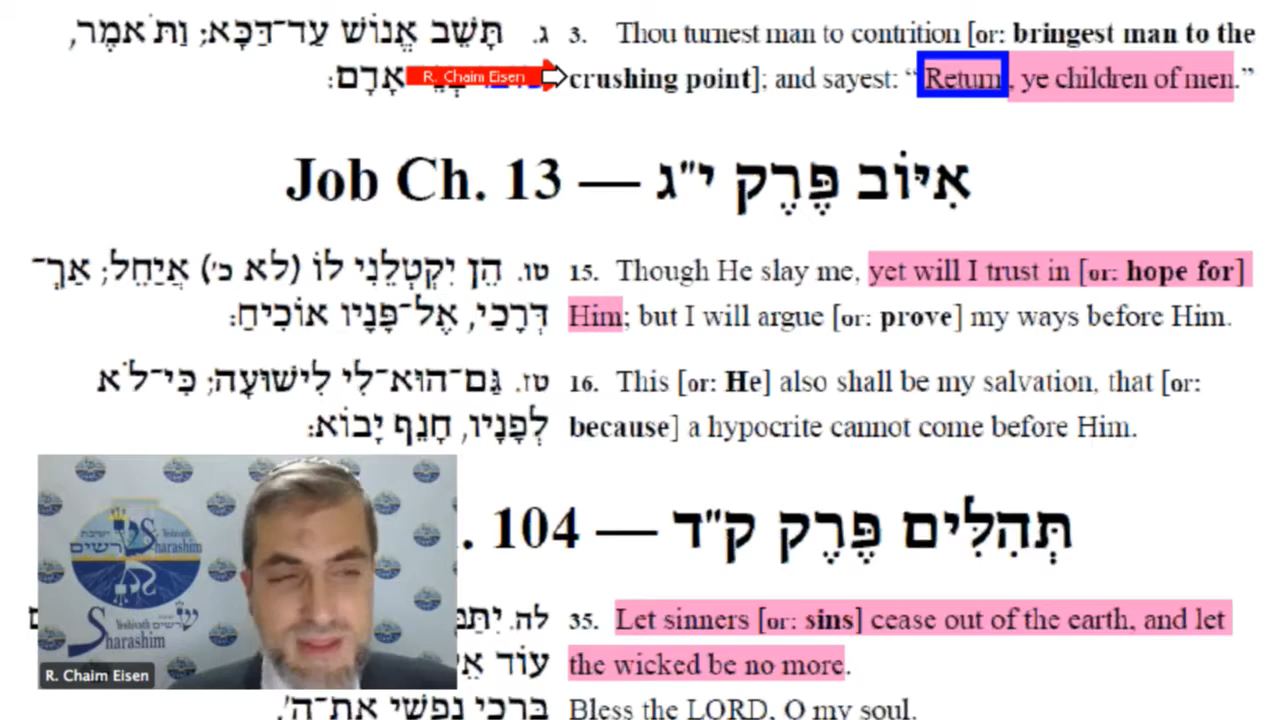 ג. תָּשֵׁב אֱנוֹשׁ עַד־דַּכָּא; וַתֹּאמֶר,
אָדָם:
R. Chaim Eisen
3. Thou turnest man to contrition [or: bringest man to the
crushing point]; and sayest: “Return, ye children of men.”
Job Ch. 13 — אִיּוֹב פֶּרֶק י״ג
טו. הֵן יִקְטְלֵנִי לוֹ (לא כ׳) אֲיַחֵל; אַךְ־
דְּרָכַי, אֶל־פָּנָיו אוֹכִיחַ:
15. Though He slay me, yet will I trust in [or: hope for]
Him; but I will argue [or: prove] my ways before Him.
טז. גַּם־הוּא־לִי לִישׁוּעָה; כִּי־לֹא
לְפָנָיו, חָנֵף יָבוֹא:
16. This [or: He] also shall be my salvation, that [or:
because] a hypocrite cannot come before Him.
. 104 — תְּהִלִּים פֶּרֶק ק״ד
לה.
עוֹד
בָּרְכִי נַפְשִׁי אֶת־ה׳.
35. Let sinners [or: sins] cease out of the earth, and let
the wicked be no more.
Bless the LORD, O my soul.
Yeshivath
Sharashim
ישיבת
שרשים
Yeshivath
Sharashim
R. Chaim Eisen